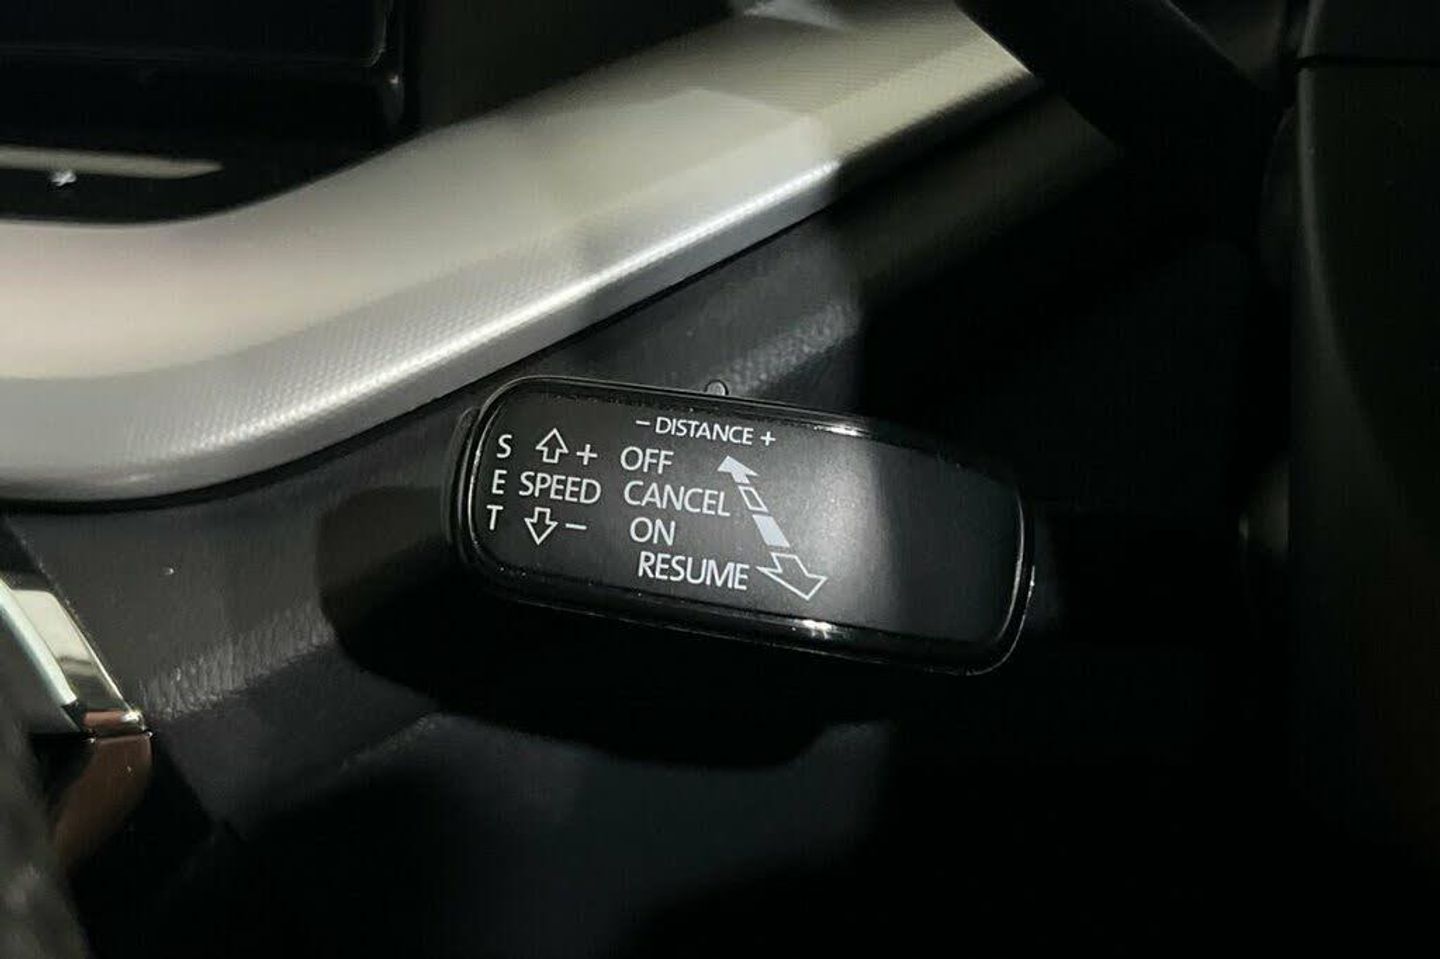 - DISTANCE +
S + OFF
E SPEED CANCEL
T - ON
RESUME